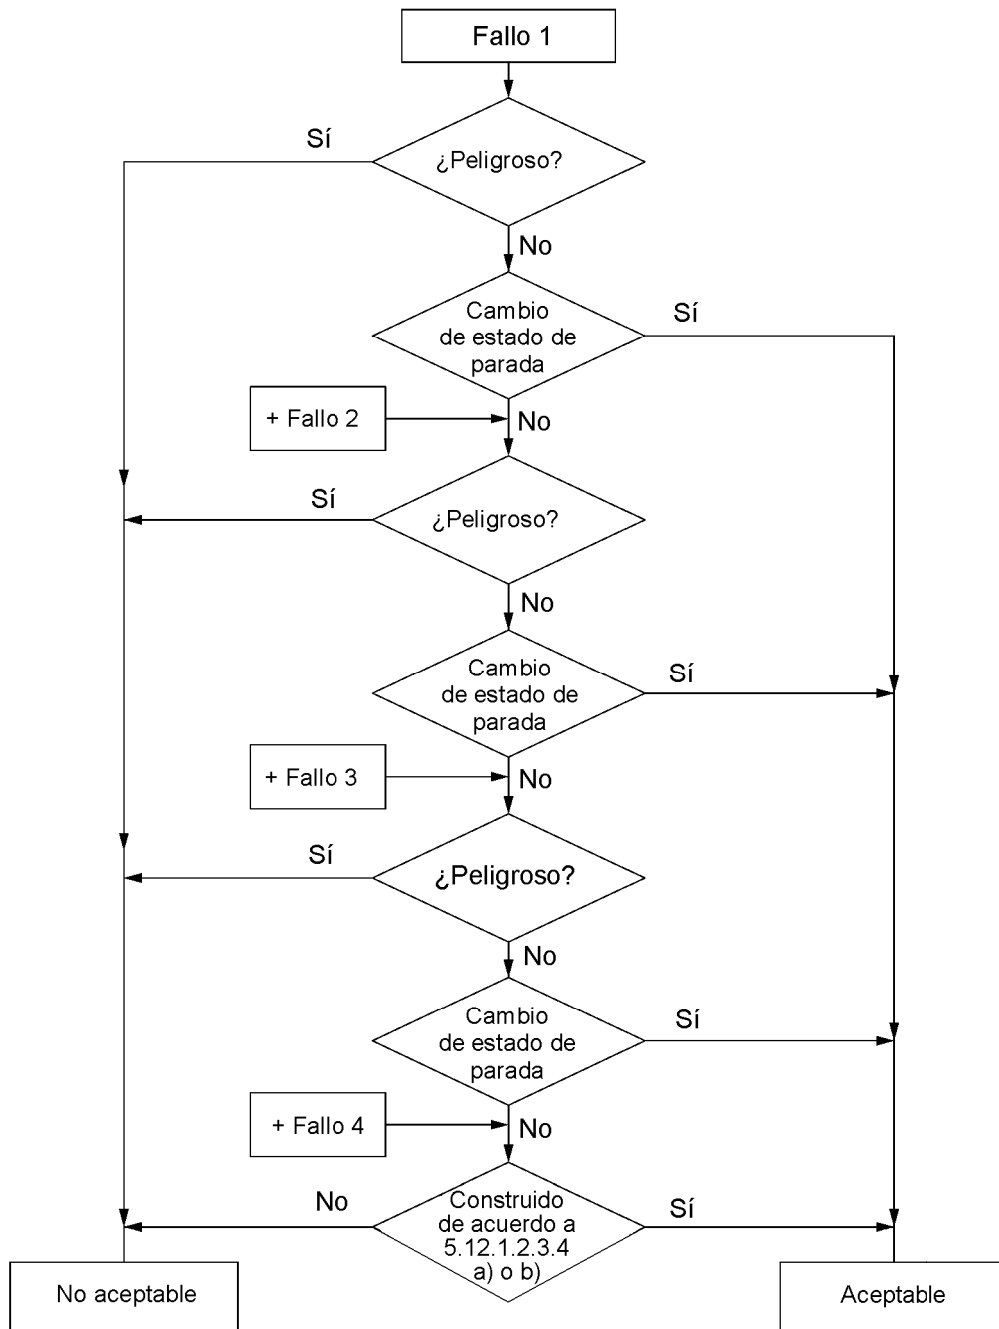 Fallo 1
Sí
¿Peligroso?
No
Cambio
de estado de
parada
Sí
+ Fallo 2
No
Sí
¿Peligroso?
No
Cambio
de estado de
parada
Sí
+ Fallo 3
No
Sí
¿Peligroso?
No
Cambio
de estado de
parada
Sí
+ Fallo 4
No
No
Construido
de acuerdo a
5.12.1.2.3.4
a) o b)
Sí
No aceptable
Aceptable